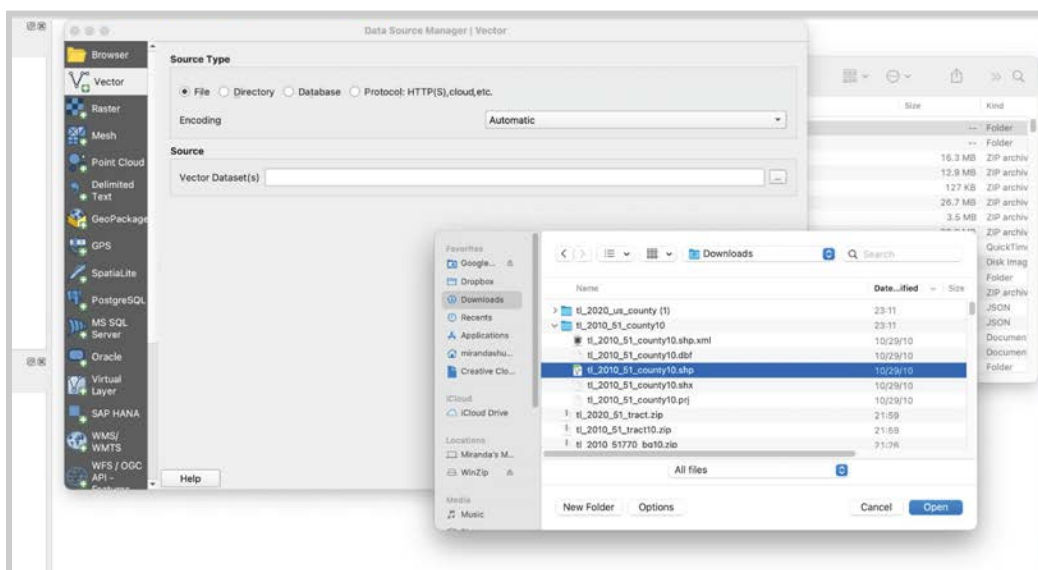 Data Source Manager | Vector
Browser
Vector
Raster
Mesh
Point Cloud
Delimited
Text
GeoPackage
GPS
SpatiaLite
PostgreSQL
MS SQL
Server
Oracle
Virtual
Layer
SAP HANA
WMS/
WMTS
WFS / OGC
API -
Features
Source Type
File Directory Database Protocol: HTTP(S),cloud,etc.
Encoding Automatic
Source
Vector Dataset(s) ...
Help
Size Kind
-- Folder
-- Folder
16.3 MB ZIP archiv
12.9 MB ZIP archiv
127 KB ZIP archiv
26.7 MB ZIP archiv
3.5 MB ZIP archiv
ZIP archiv
QuickTime
Disk Imag
Folder
ZIP archiv
JSON
JSON
Documen
Documen
Folder
Favorites
Google...
Dropbox
Downloads
Recents
Applications
mirandashu...
Creative Clo...
iCloud
iCloud Drive
Locations
Miranda's M...
WinZip
Media
Music
Downloads
Search
Name Date...ified Size
tl_2020_us_county (1) 23:11
tl_2010_51_county10 23:11
tl_2010_51_county10.shp.xml 10/29/10
tl_2010_51_county10.dbf 10/29/10
tl_2010_51_county10.shp 10/29/10
tl_2010_51_county10.shx 10/29/10
tl_2010_51_county10.prj 10/29/10
tl_2020_51_tract.zip 21:59
tl_2010_51_tract10.zip 21:59
tl_2010_51770_bg10.zip 21:26
All files
New Folder Options Cancel Open